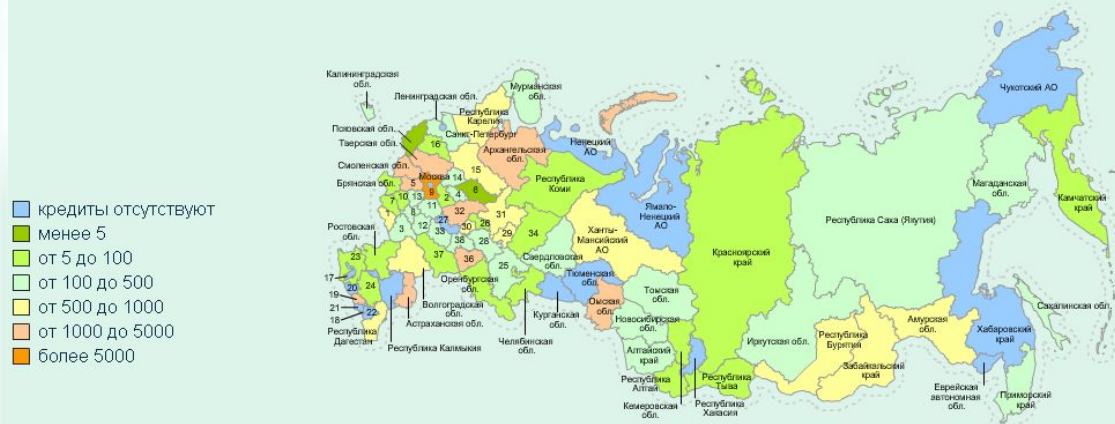 кредиты отсутствуют
менее 5
от 5 до 100
от 100 до 500
от 500 до 1000
от 1000 до 5000
более 5000
Калининградская
обл.
Ленинградская обл.
Мурманская
обл.
Республика
Карелия
Псковская обл.
Санкт-Петербург
Тверская обл.
16
Архангельская
обл.
Ненецкий
АО
Смоленская обл.
Москва
14
15
Брянская обл.
5
9
6
Республика
Коми
7
10
13
2
4
8
11
32
31
3
12
27
33
30
26
29
34
Ростовская
обл.
38
28
23
37
36
25
17
20
24
19
21
18
22
Оренбургская
обл.
Волгоградская
обл.
Астраханская обл.
Республика
Дагестан
Республика Калмыкия
Челябинская
обл.
Курганская
обл.
Свердловская
обл.
Тюменская
обл.
Ямало-
Ненецкий
АО
Ханты-
Мансийский
АО
Омская
обл.
Томская
обл.
Новосибирская
обл.
Алтайский
край
Республика
Алтай
Кемеровская
обл.
Республика
Хакасия
Республика
Тыва
Красноярский
край
Иркутская обл.
Республика
Бурятия
Забайкальский
край
Амурская
обл.
Республика Саха (Якутия)
Чукотский АО
Магаданская
обл.
Камчатский
край
Сахалинская обл.
Хабаровский
край
Еврейская
автономная
обл.
Приморский
край